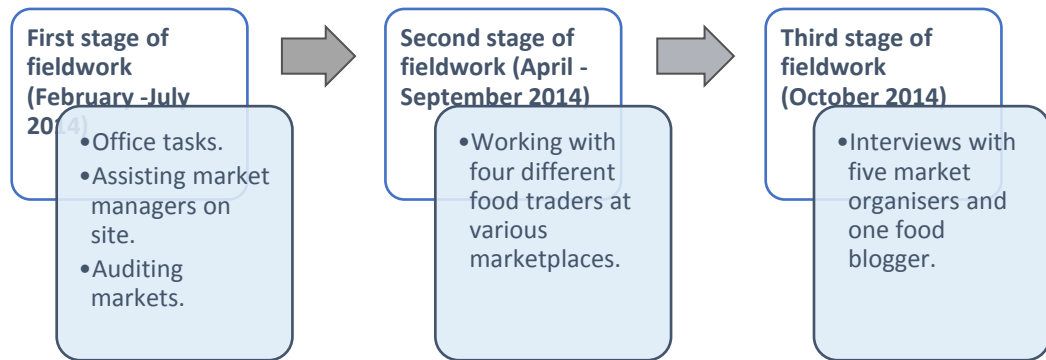 First stage of
fieldwork
(February -July
2014)
•Office tasks.
•Assisting market
managers on
site.
•Auditing
markets.
Second stage of
fieldwork (April -
September 2014)
•Working with
four different
food traders at
various
marketplaces.
Third stage of
fieldwork
(October 2014)
•Interviews with
five market
organisers and
one food
blogger.